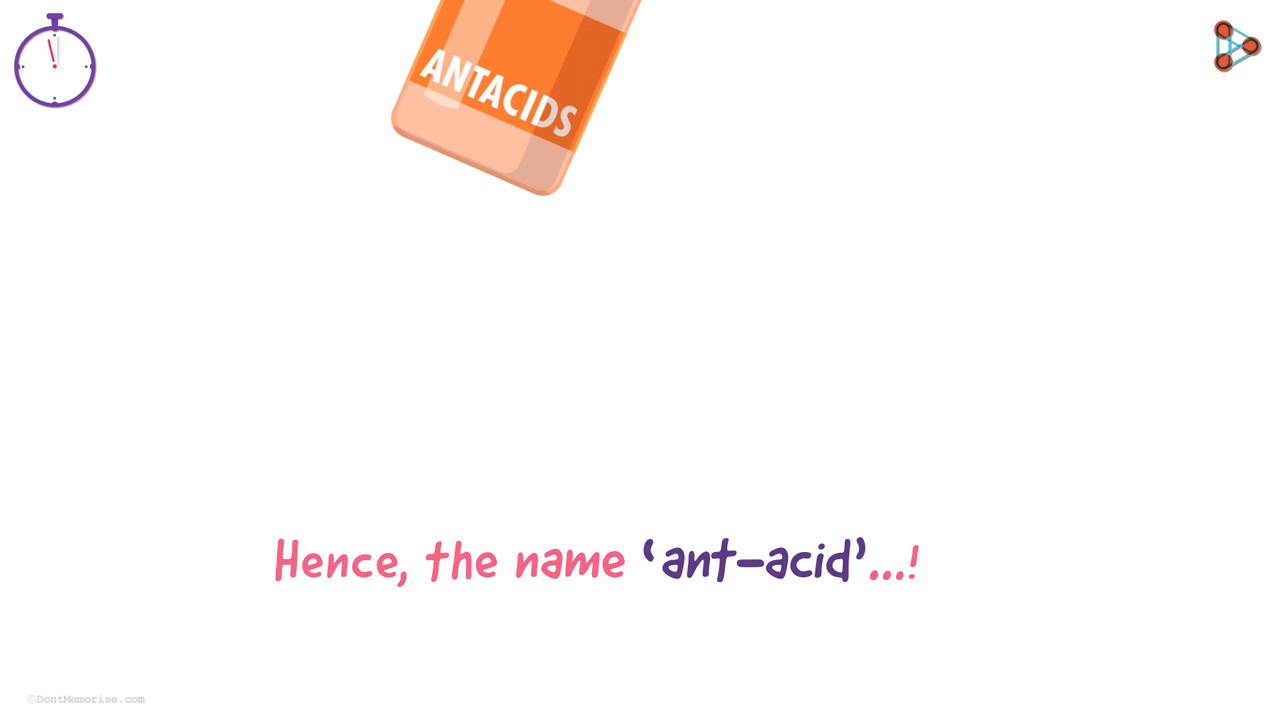 ANTACIDS
Hence, the name ‘ant-acid’...!
©DontMemorise.com